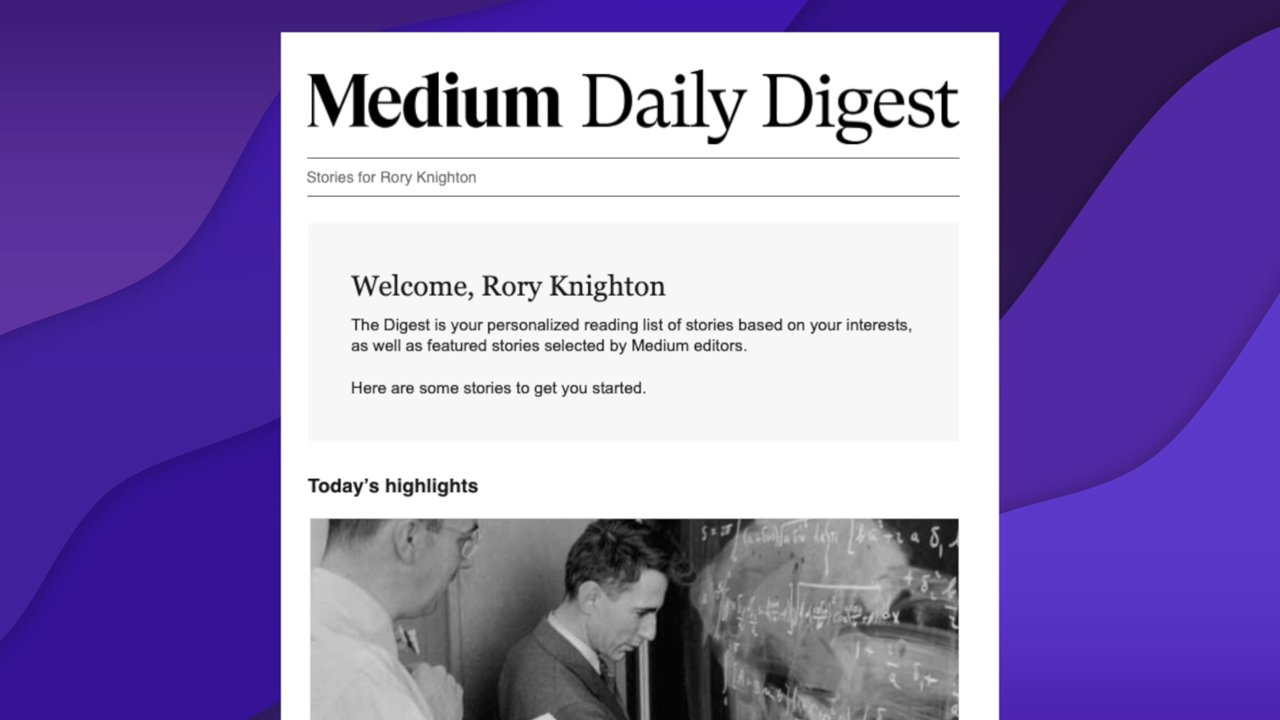 Medium Daily Digest
Stories for Rory Knighton
Welcome, Rory Knighton
The Digest is your personalized reading list of stories based on your interests,
as well as featured stories selected by Medium editors.
Here are some stories to get you started.
Today’s highlights